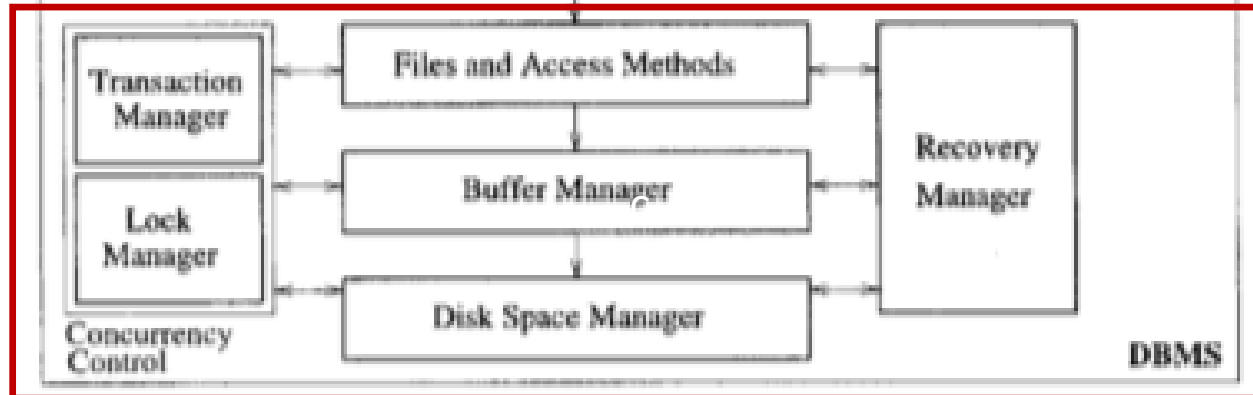 Transaction
Manager
Lock
Manager
Concurrency
Control
Files and Access Methods
Buffer Manager
Disk Space Manager
Recovery
Manager
DBMS